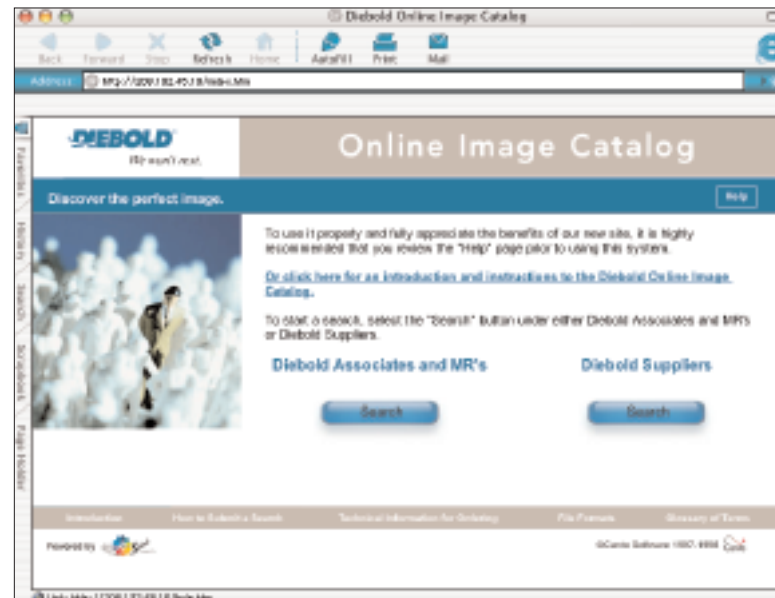 Diebold Online Image Catalog
Back Forward Stop Refresh Home AutoFill Print Mail
Address
Favorites
History
Search
Scrapbook
Page Holder
DIEBOLD
We won't rest.
Online Image Catalog
Discover the perfect image.
Help
To use it properly and fully appreciate the benefits of our new site, it is highly
recommended that you review the "Help" page prior to using this system.
Or click here for an introduction and instructions to the Diebold Online Image
Catalog.
To start a search, select the "Search" button under either Diebold Associates and MR's
or Diebold Suppliers.
Diebold Associates and MR's Diebold Suppliers
Search Search
Introduction How to Submit a Search Technical Information for Ordering File Formats Glossary of Terms
Powered by
©Canto Software 1997, 1998